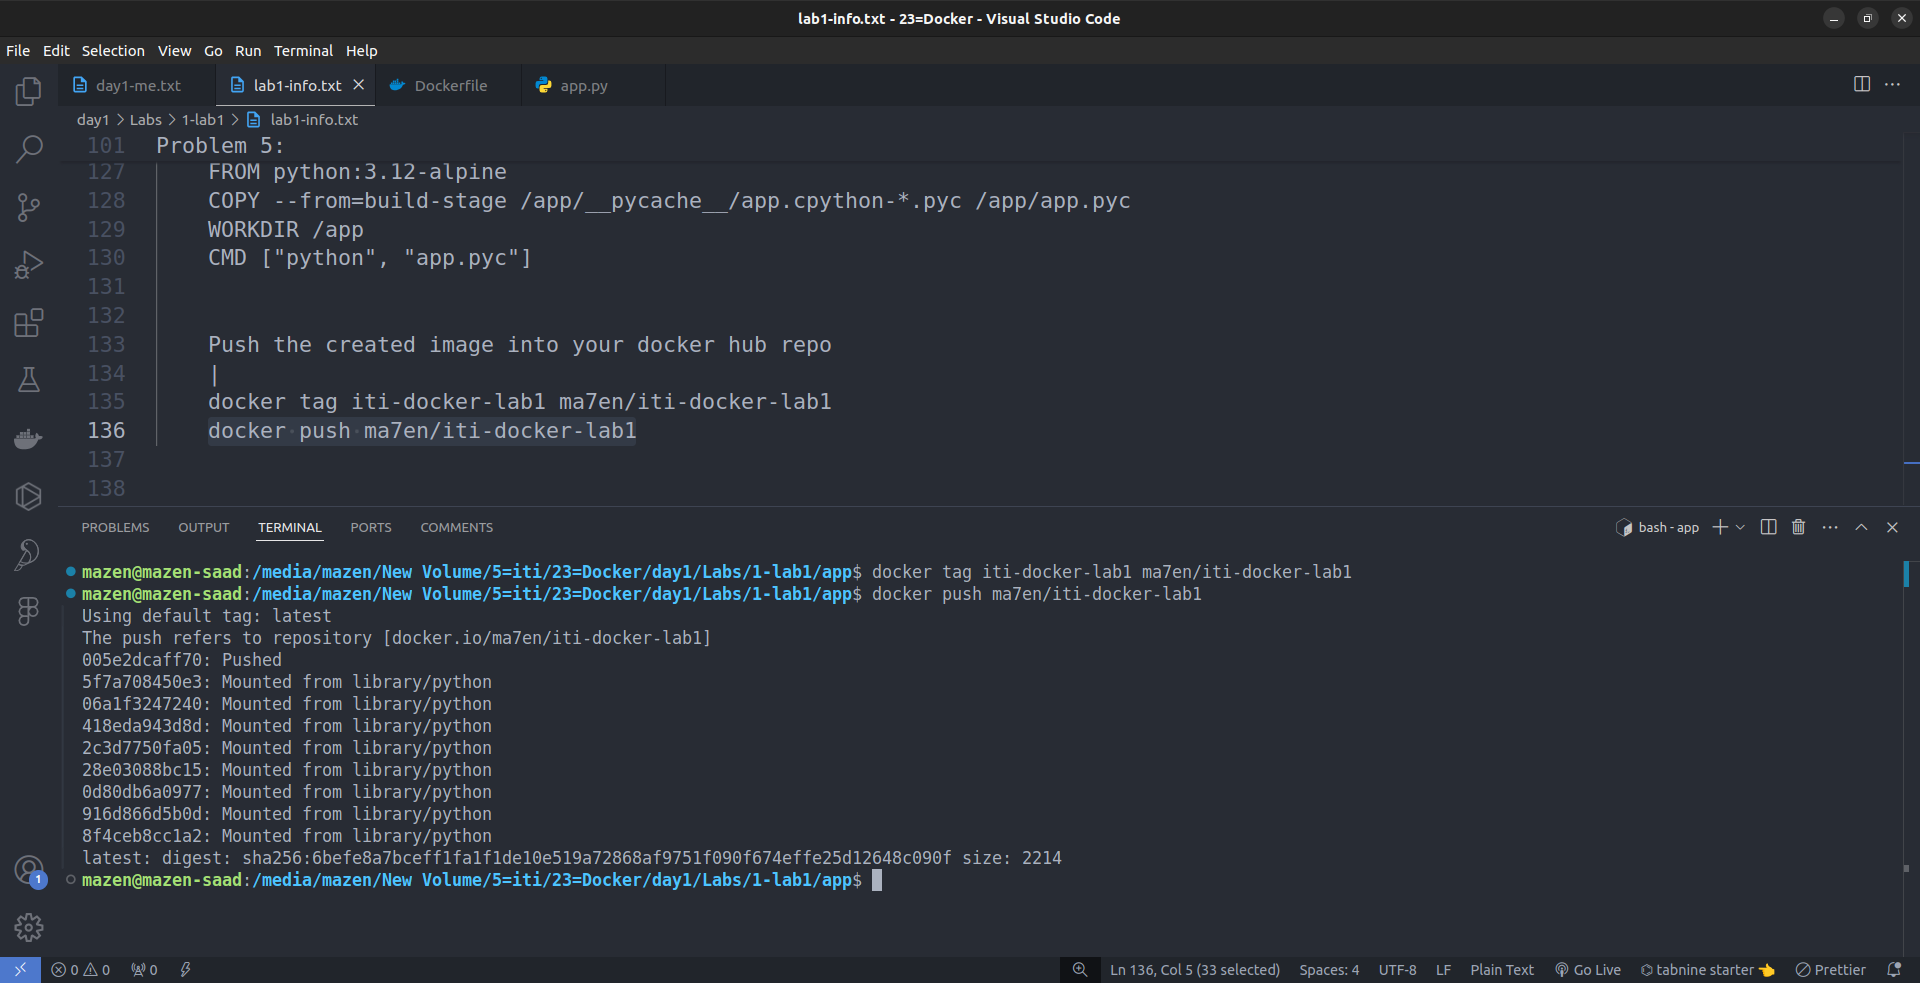 lab1-info.txt - 23=Docker - Visual Studio Code
File Edit Selection View Go Run Terminal Help
day1-me.txt lab1-info.txt Dockerfile app.py
day1 > Labs > 1-lab1 > lab1-info.txt
101 Problem 5:
127 FROM python:3.12-alpine
128 COPY --from=build-stage /app/__pycache__/app.cpython-*.pyc /app/app.pyc
129 WORKDIR /app
130 CMD ["python", "app.pyc"]
131
132
133 Push the created image into your docker hub repo
134 |
135 docker tag iti-docker-lab1 ma7en/iti-docker-lab1
136 docker push ma7en/iti-docker-lab1
137
138
PROBLEMS OUTPUT TERMINAL PORTS COMMENTS bash - app
mazen@mazen-saad:/media/mazen/New Volume/5=iti/23=Docker/day1/Labs/1-lab1/app$ docker tag iti-docker-lab1 ma7en/iti-docker-lab1
mazen@mazen-saad:/media/mazen/New Volume/5=iti/23=Docker/day1/Labs/1-lab1/app$ docker push ma7en/iti-docker-lab1
Using default tag: latest
The push refers to repository [docker.io/ma7en/iti-docker-lab1]
005e2dcaff70: Pushed
5f7a708450e3: Mounted from library/python
06a1f3247240: Mounted from library/python
418eda943d8d: Mounted from library/python
2c3d7750fa05: Mounted from library/python
28e03088bc15: Mounted from library/python
0d80db6a0977: Mounted from library/python
916d866d5b0d: Mounted from library/python
8f4ceb8cc1a2: Mounted from library/python
latest: digest: sha256:6befe8a7bceff1fa1f1de10e519a72868af9751f090f674effe25d12648c090f size: 2214
mazen@mazen-saad:/media/mazen/New Volume/5=iti/23=Docker/day1/Labs/1-lab1/app$
1
0 0 0 Ln 136, Col 5 (33 selected) Spaces: 4 UTF-8 LF Plain Text Go Live tabnine starter 👈 Prettier